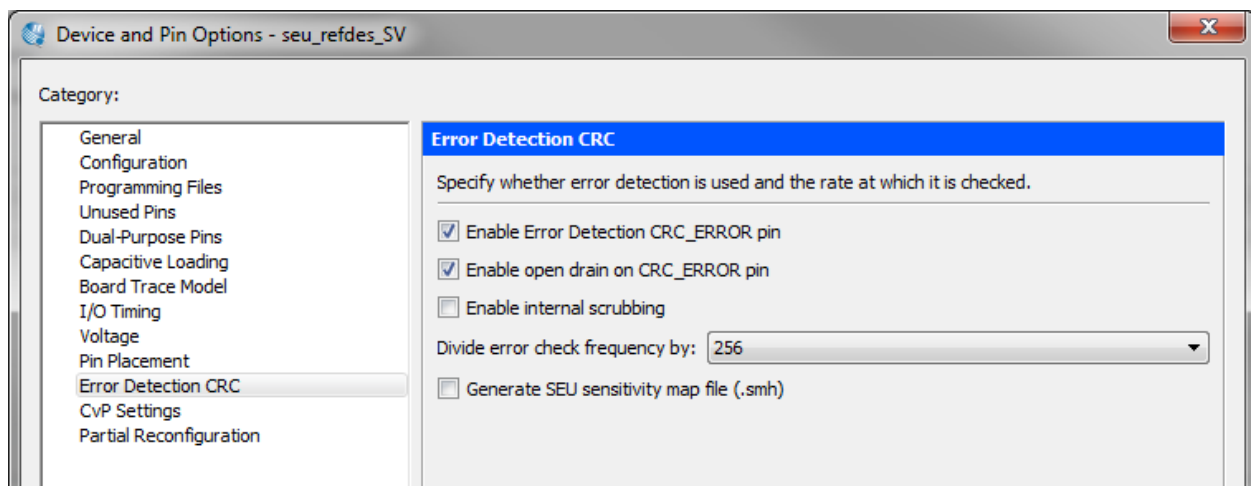 Device and Pin Options - seu_refdes_SV
Category:
General
Configuration
Programming Files
Unused Pins
Dual-Purpose Pins
Capacitive Loading
Board Trace Model
I/O Timing
Voltage
Pin Placement
Error Detection CRC
CvP Settings
Partial Reconfiguration
Error Detection CRC
Specify whether error detection is used and the rate at which it is checked.
Enable Error Detection CRC_ERROR pin
Enable open drain on CRC_ERROR pin
Enable internal scrubbing
Divide error check frequency by: 256
Generate SEU sensitivity map file (.smh)